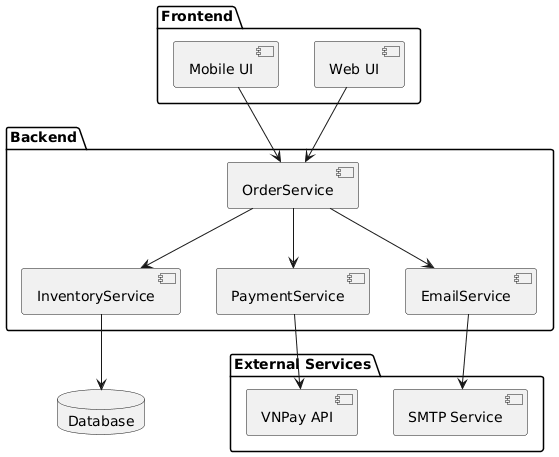 Frontend
Mobile UI
Web UI
Backend
OrderService
InventoryService
PaymentService
EmailService
External Services
Database
VNPay API
SMTP Service